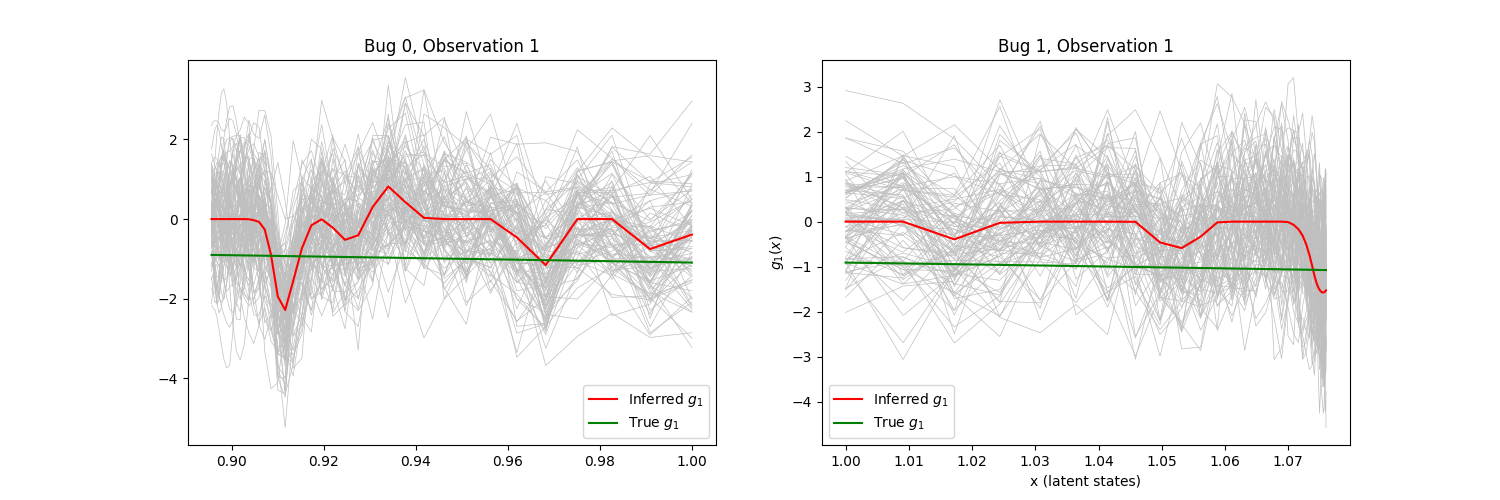 Bug 0, Observation 1
2
0
−2
−4
0.90 0.92 0.94 0.96 0.98 1.00
Inferred g₁
True g₁
Bug 1, Observation 1
g₁(x)
3
2
1
0
−1
−2
−3
−4
1.00 1.01 1.02 1.03 1.04 1.05 1.06 1.07
x (latent states)
Inferred g₁
True g₁